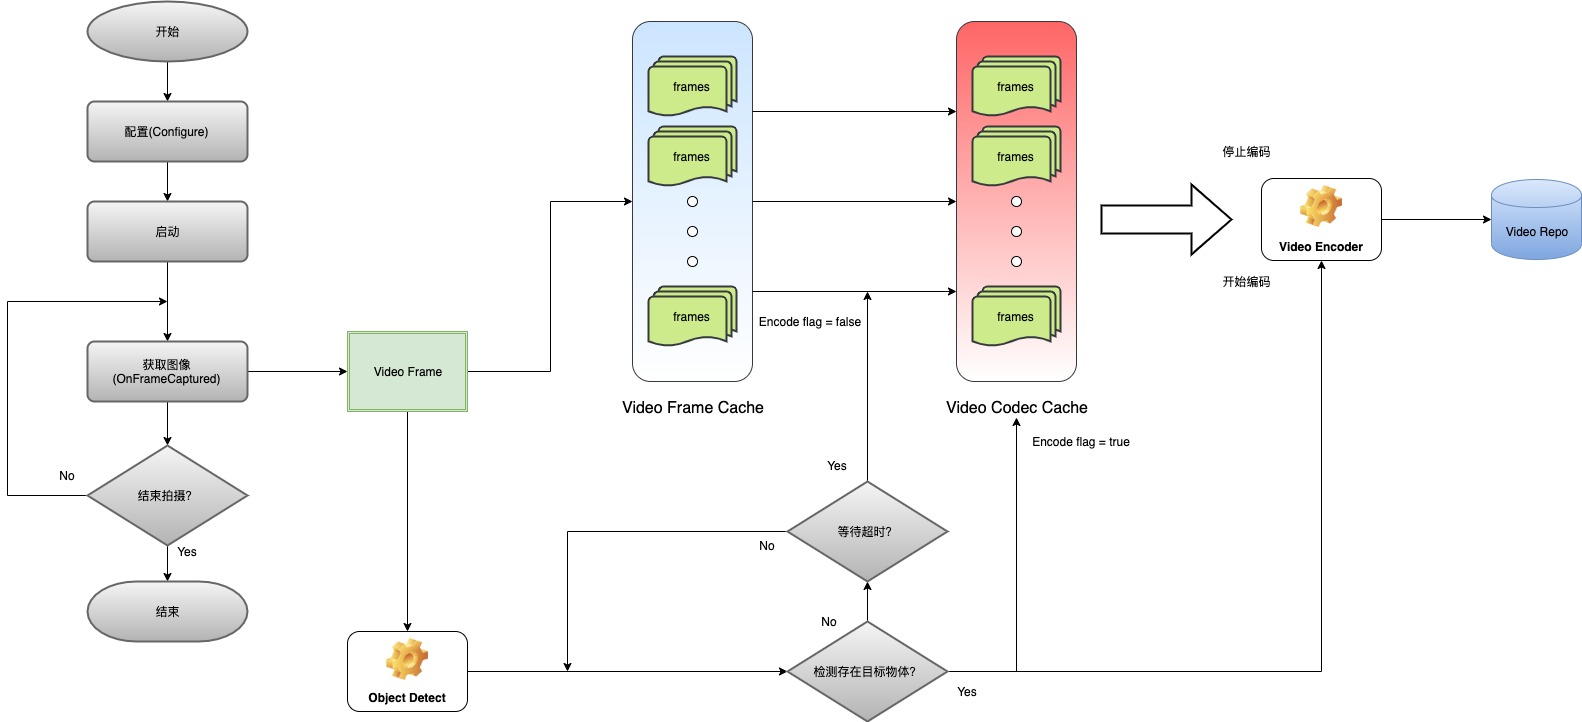 开始
配置(Configure)
启动
获取图像
(OnFrameCaptured)
No
结束拍摄?
Yes
结束
Video Frame
Object Detect
frames
frames
frames
Video Frame Cache
Encode flag = false
frames
frames
frames
Video Codec Cache
Encode flag = true
Yes
等待超时?
No
No
检测存在目标物体?
Yes
停止编码
Video Encoder
开始编码
Video Repo